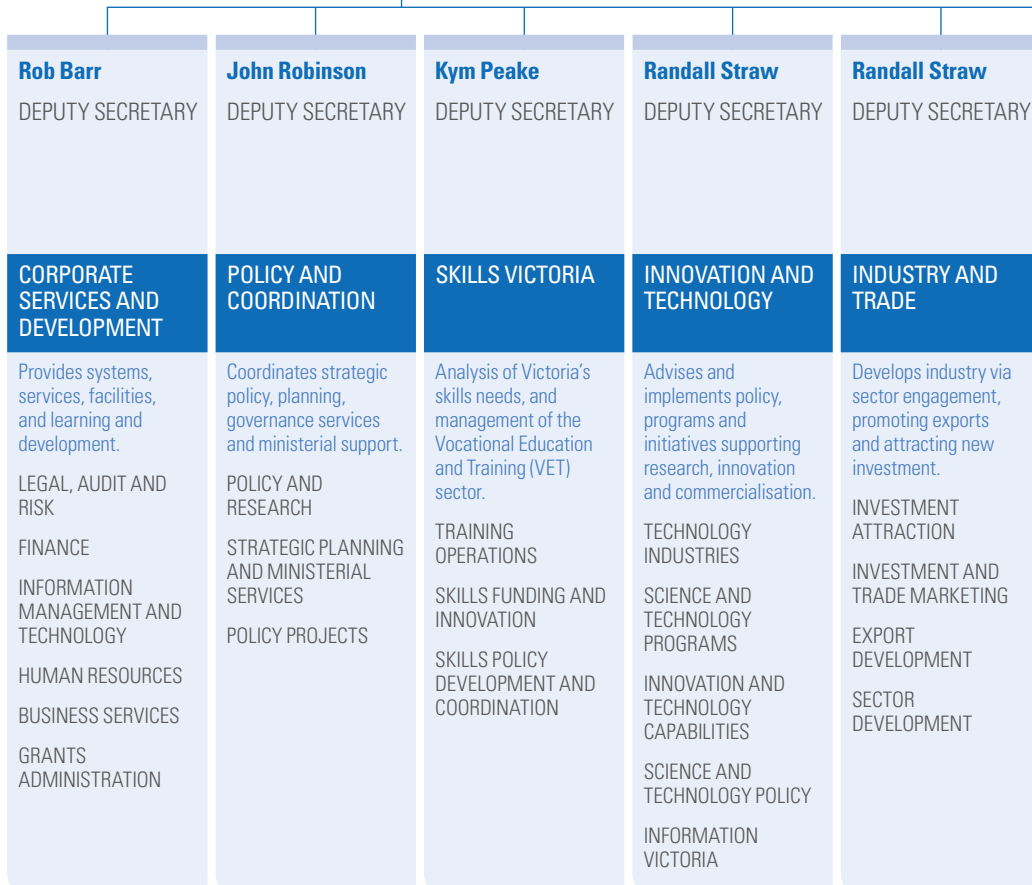 Rob Barr
DEPUTY SECRETARY
CORPORATE
SERVICES AND
DEVELOPMENT
Provides systems,
services, facilities,
and learning and
development.
LEGAL, AUDIT AND
RISK
FINANCE
INFORMATION
MANAGEMENT AND
TECHNOLOGY
HUMAN RESOURCES
BUSINESS SERVICES
GRANTS
ADMINISTRATION
John Robinson
DEPUTY SECRETARY
POLICY AND
COORDINATION
Coordinates strategic
policy, planning,
governance services
and ministerial support.
POLICY AND
RESEARCH
STRATEGIC PLANNING
AND MINISTERIAL
SERVICES
POLICY PROJECTS
Kym Peake
DEPUTY SECRETARY
SKILLS VICTORIA
Analysis of Victoria’s
skills needs, and
management of the
Vocational Education
and Training (VET)
sector.
TRAINING
OPERATIONS
SKILLS FUNDING AND
INNOVATION
SKILLS POLICY
DEVELOPMENT AND
COORDINATION
Randall Straw
DEPUTY SECRETARY
INNOVATION AND
TECHNOLOGY
Advises and
implements policy,
programs and
initiatives supporting
research, innovation
and commercialisation.
TECHNOLOGY
INDUSTRIES
SCIENCE AND
TECHNOLOGY
PROGRAMS
INNOVATION AND
TECHNOLOGY
CAPABILITIES
SCIENCE AND
TECHNOLOGY POLICY
INFORMATION
VICTORIA
Randall Straw
DEPUTY SECRETARY
INDUSTRY AND
TRADE
Develops industry via
sector engagement,
promoting exports
and attracting new
investment.
INVESTMENT
ATTRACTION
INVESTMENT AND
TRADE MARKETING
EXPORT
DEVELOPMENT
SECTOR
DEVELOPMENT